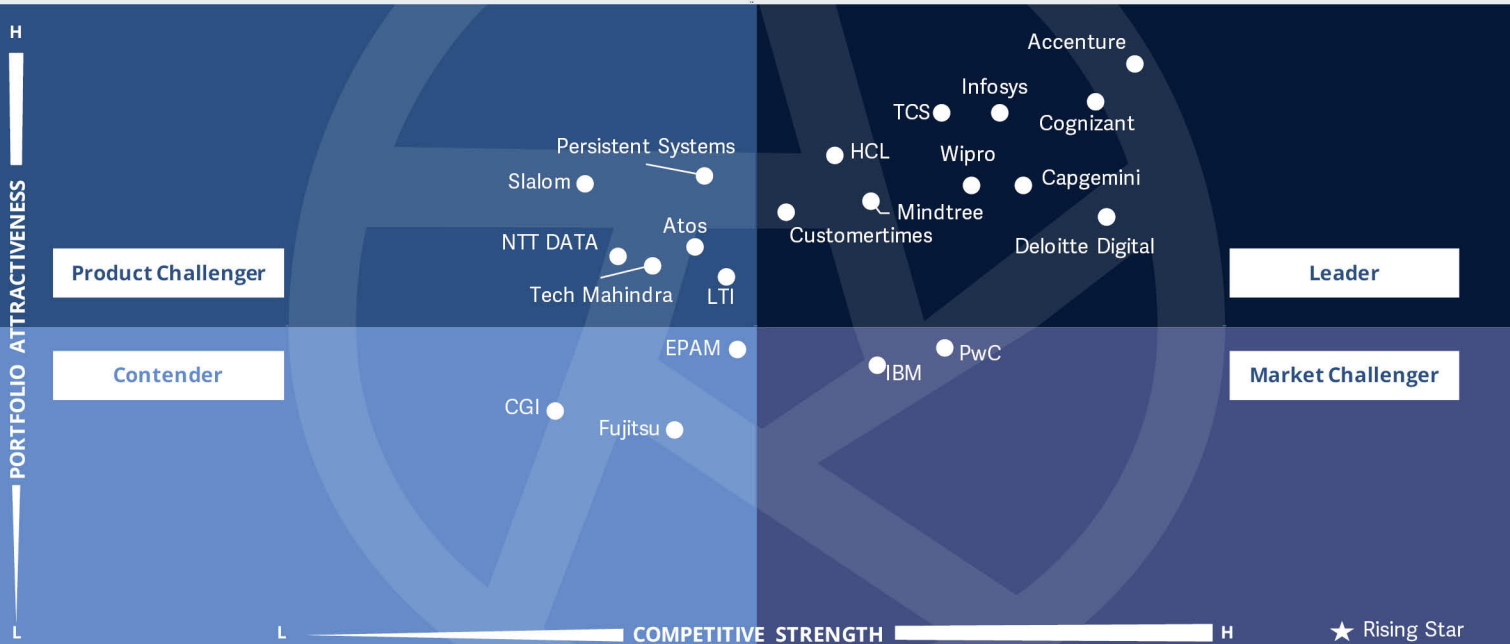 H
PORTFOLIO ATTRACTIVENESS
L
Accenture
Infosys
TCS
Cognizant
Persistent Systems
HCL
Wipro
Slalom
Capgemini
Mindtree
Atos
Customertimes
NTT DATA
Deloitte Digital
Product Challenger
Leader
Tech Mahindra
LTI
EPAM
PwC
IBM
Contender
Market Challenger
CGI
Fujitsu
L
COMPETITIVE STRENGTH
H
Rising Star